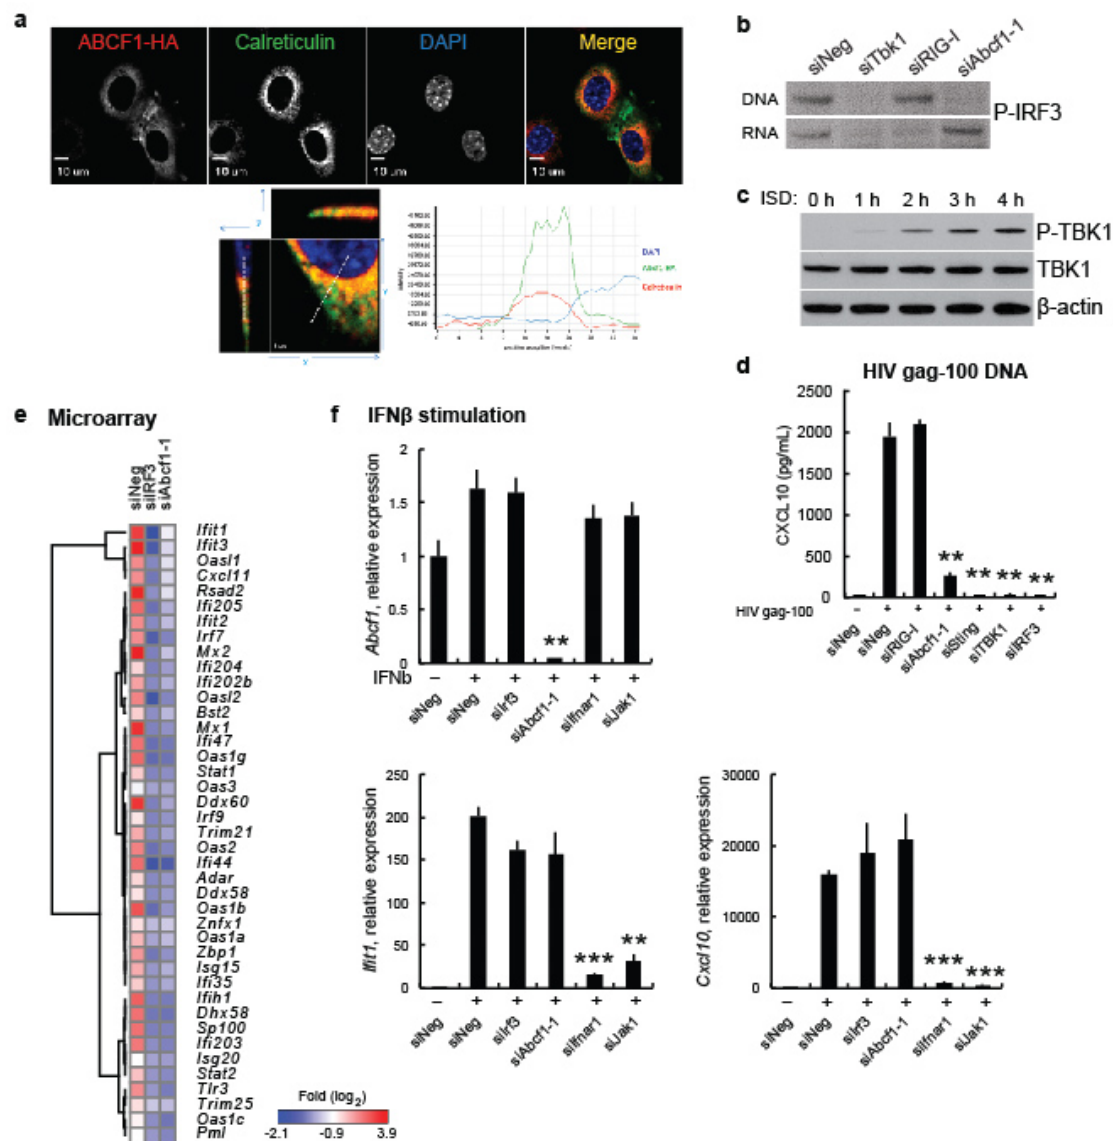 a
ABCF1-HA Calreticulin DAPI Merge
10 um 10 um 10 um 10 um
DAPI
Calreticulin
b
siNeg siTbk1 siRIG-I siAbcf1-1
DNA
RNA
P-IRF3
c ISD: 0 h 1 h 2 h 3 h 4 h
P-TBK1
TBK1
β-actin
d HIV gag-100 DNA
CXCL10 (pg/mL)
2500
2000
1500
1000
500
0
** ** ** **
HIV gag-100 – + + + + + +
siNeg siNeg siRIG-I siAbcf1-1 siSting siTBK1 siIRF3
e Microarray
siNeg siIRF3 siAbcf1-1
Ifit1
Ifit3
Oasl1
Cxcl11
Rsad2
Ifi205
Ifit2
Irf7
Mx2
Ifi204
Ifi202b
Oasl2
Bst2
Mx1
Ifi47
Oas1g
Stat1
Oas3
Ddx60
Irf9
Trim21
Oas2
Ifi44
Adar
Ddx58
Oas1b
Znfx1
Oas1a
Zbp1
Isg15
Ifi35
Ifih1
Dhx58
Sp100
Ifi203
Isg20
Stat2
Tlr3
Trim25
Oas1c
Pml
Fold (log2)
-2.1 -0.9 3.9
f IFNβ stimulation
Abcf1, relative expression
2
1.5
1
0.5
0
**
IFNb – + + + + +
siNeg siNeg siIrf3 siAbcf1-1 siIfnar1 siJak1
Ifit1, relative expression
250
200
150
100
50
0
*** **
– + + + + +
siNeg siNeg siIrf3 siAbcf1-1 siIfnar1 siJak1
Cxcl10, relative expression
30000
20000
10000
0
*** ***
– + + + + +
siNeg siNeg siIrf3 siAbcf1-1 siIfnar1 siJak1